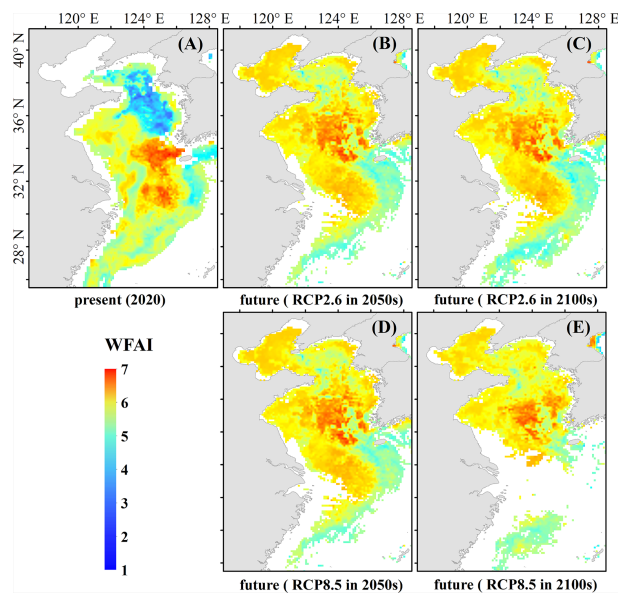 120° E 124° E 128° E 120° E 124° E 128° E 120° E 124° E 128° E
40° N (A) (B) (C)
36° N
32° N
28° N
present (2020) future ( RCP2.6 in 2050s) future ( RCP2.6 in 2100s)
(D) (E)
WFAI
7
6
5
4
3
2
1
future ( RCP8.5 in 2050s) future ( RCP8.5 in 2100s)